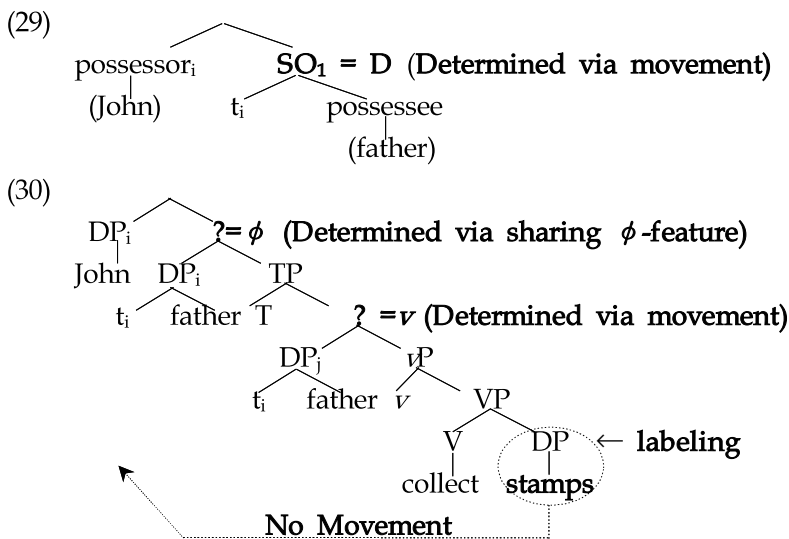 (29)
possessorᵢ SO₁ = D (Determined via movement)
(John) tᵢ possessee
(father)
(30)
DPᵢ ?= ϕ (Determined via sharing ϕ-feature)
John DPᵢ TP
tᵢ father T ? =v (Determined via movement)
DPⱼ vP
tᵢ father v VP
V DP ← labeling
collect stamps
No Movement